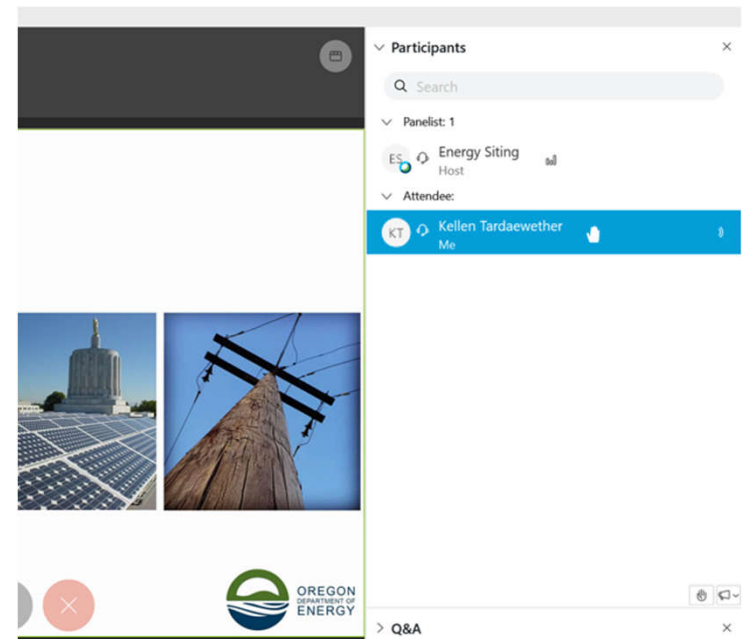 Participants
Search
Panelist: 1
ES
Energy Siting
Host
Attendee:
KT
Kellen Tardaewether
Me
OREGON
DEPARTMENT OF
ENERGY
Q&A